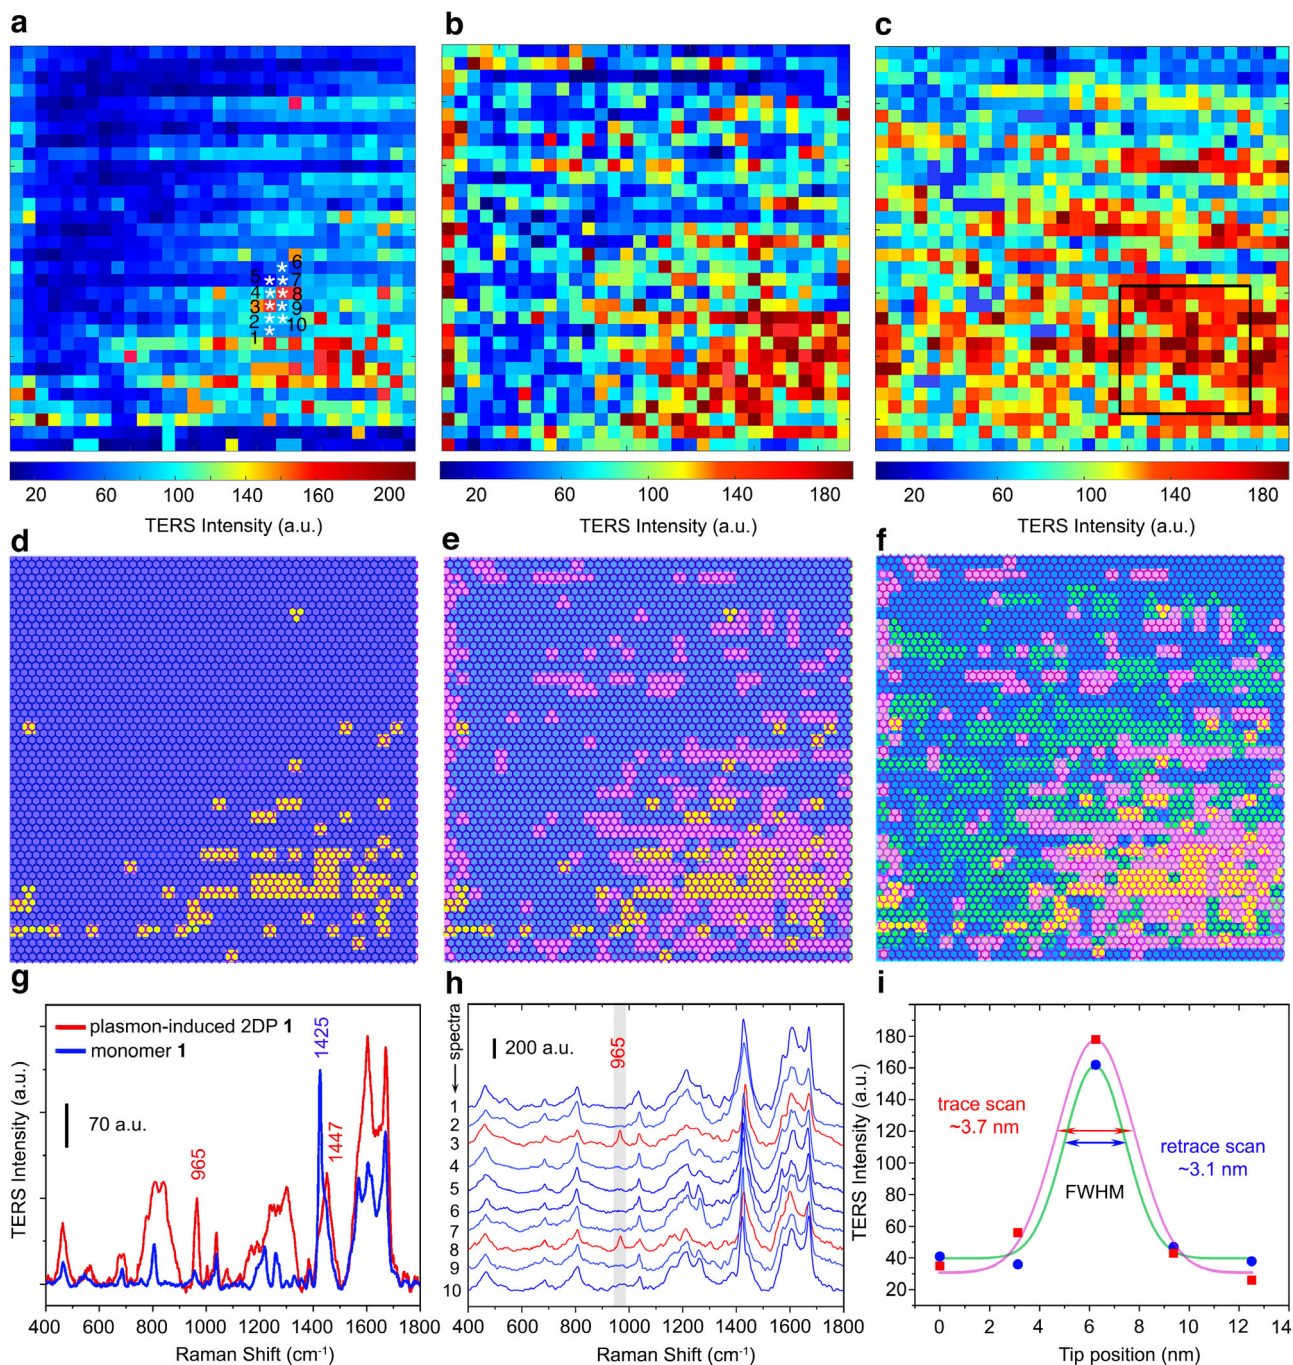 a
b
c
5 6
4 7
3 8
2 9
1 10
20 60 100 140 160 200
TERS Intensity (a.u.)
20 60 100 140 180
TERS Intensity (a.u.)
20 60 100 140 180
TERS Intensity (a.u.)
d
e
f
g
plasmon-induced 2DP 1
monomer 1
1425
70 a.u.
965
1447
TERS Intensity (a.u.)
400 600 800 1000 1200 1400 1600 1800
Raman Shift (cm⁻¹)
h
spectra
200 a.u.
965
1
2
3
4
5
6
7
8
9
10
400 600 800 1000 1200 1400 1600 1800
Raman Shift (cm⁻¹)
i
TERS Intensity (a.u.)
180
160
140
120
100
80
60
40
20
trace scan
~3.7 nm
retrace scan
~3.1 nm
FWHM
0 2 4 6 8 10 12 14
Tip position (nm)